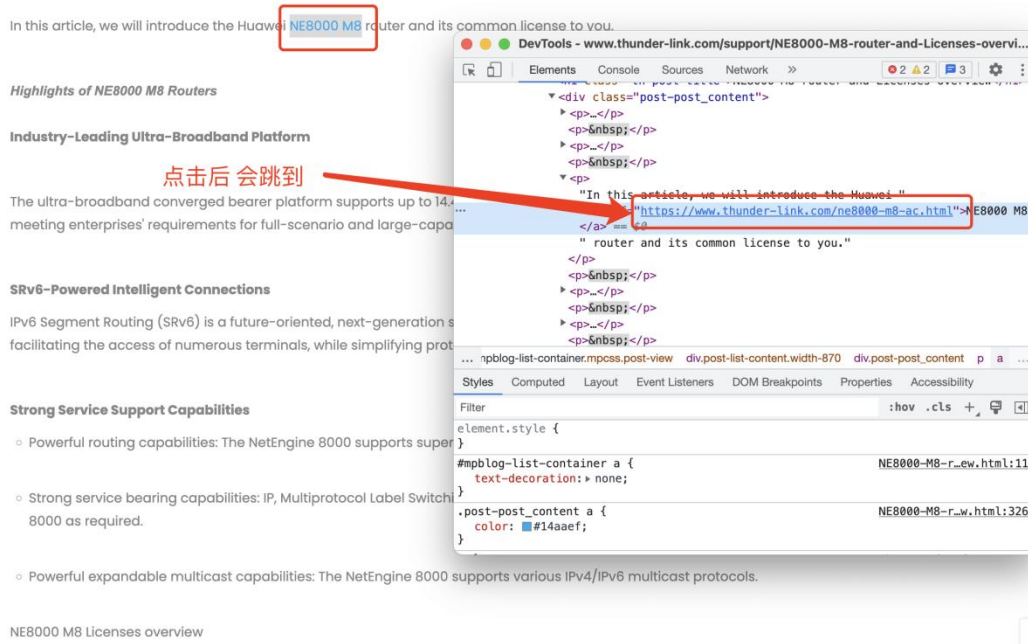 In this article, we will introduce the Huawei NE8000 M8 router and its common license to you.
Highlights of NE8000 M8 Routers
Industry-Leading Ultra-Broadband Platform
点击后 会跳到
The ultra-broadband converged bearer platform supports up to 14.4
meeting enterprises' requirements for full-scenario and large-capa
SRv6-Powered Intelligent Connections
IPv6 Segment Routing (SRv6) is a future-oriented, next-generation s
facilitating the access of numerous terminals, while simplifying prot
Strong Service Support Capabilities
Powerful routing capabilities: The NetEngine 8000 supports super
Strong service bearing capabilities: IP, Multiprotocol Label Switchi
8000 as required.
Powerful expandable multicast capabilities: The NetEngine 8000 supports various IPv4/IPv6 multicast protocols.
NE8000 M8 Licenses overview
DevTools - www.thunder-link.com/support/NE8000-M8-router-and-Licenses-overvi...
Elements Console Sources Network » 2 2 3
▼<div class="post-post_content">
▶<p>…</p>
<p>&nbsp;</p>
▶<p>…</p>
<p>&nbsp;</p>
▼<p>
"In this article, we will introduce the Huawei "
… "https://www.thunder-link.com/ne8000-m8-ac.html">NE8000 M8
</a> == $0
" router and its common license to you."
</p>
<p>&nbsp;</p>
▶<p>…</p>
<p>&nbsp;</p>
▶<p>…</p>
<p>&nbsp;</p>
… mpblog-list-container.mpcss.post-view div.post-list-content.width-870 div.post-post_content p a …
Styles Computed Layout Event Listeners DOM Breakpoints Properties Accessibility
Filter :hov .cls +
element.style {
}
#mpblog-list-container a { NE8000-M8-r…ew.html:11
text-decoration:▶ none;
}
.post-post_content a { NE8000-M8-r…w.html:326
color: #14aaef;
}